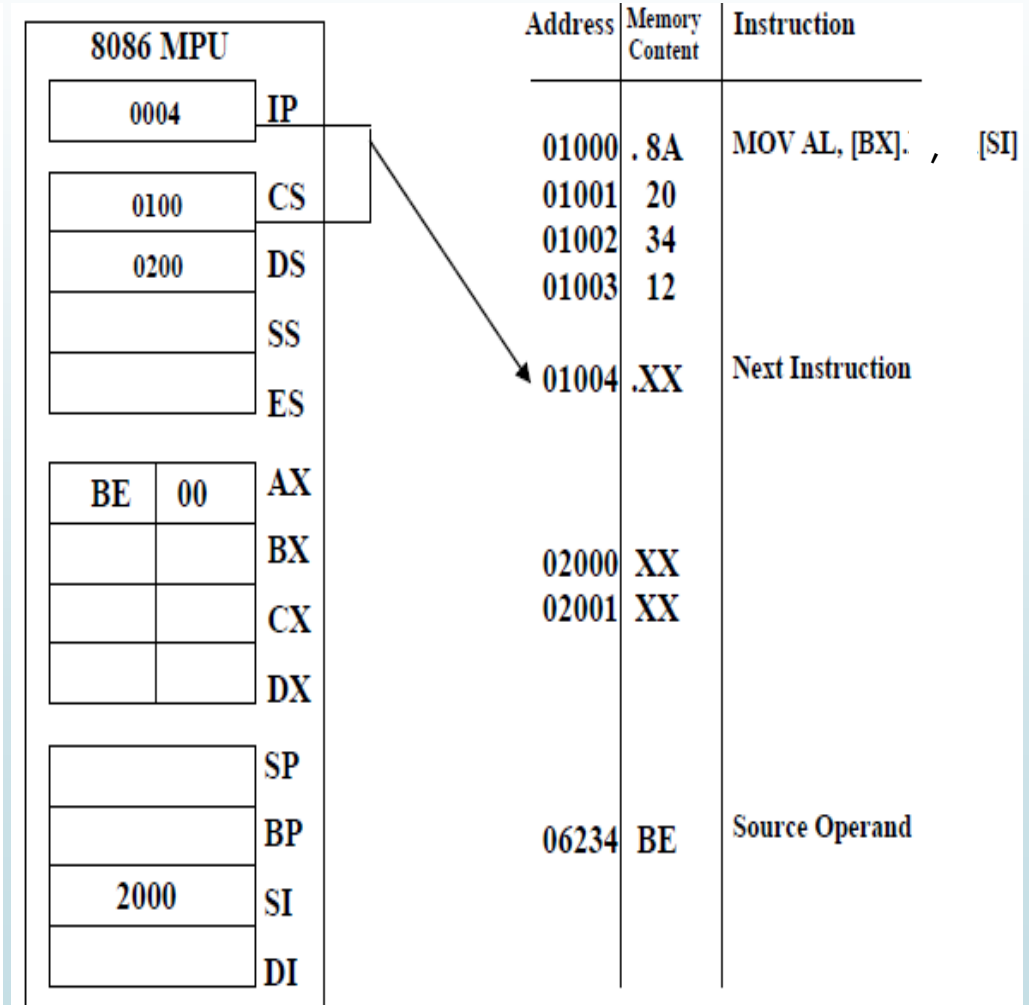 8086 MPU
0004 IP
0100 CS
0200 DS
SS
ES
BE 00 AX
BX
CX
DX
SP
BP
2000 SI
DI
Address Memory Content Instruction
01000 . 8A MOV AL, [BX]. , .[SI]
01001 20
01002 34
01003 12
01004 .XX Next Instruction
02000 XX
02001 XX
06234 BE Source Operand